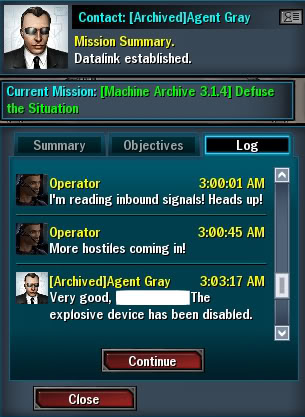 Contact: [Archived]Agent Gray
Mission Summary.
Datalink established.
Current Mission: [Machine Archive 3.1.4] Defuse
the Situation
Summary
Objectives
Log
Operator 3:00:01 AM
I'm reading inbound signals! Heads up!
Operator 3:00:45 AM
More hostiles coming in!
[Archived]Agent Gray 3:03:17 AM
Very good, The
explosive device has been disabled.
Continue
Close